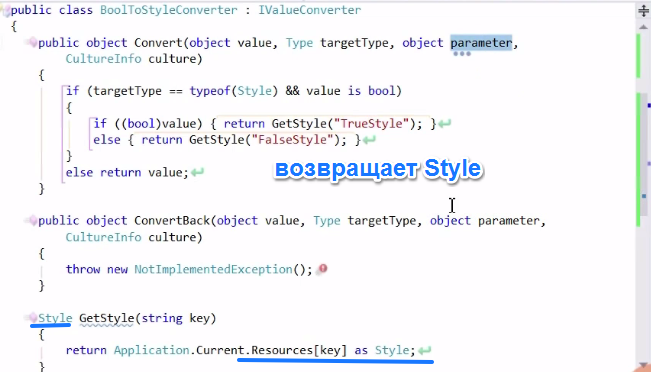 public class BoolToStyleConverter : IValueConverter
{
public object Convert(object value, Type targetType, object parameter,
CultureInfo culture)
{
if (targetType == typeof(Style) && value is bool)
{
if ((bool)value) { return GetStyle("TrueStyle"); }
else { return GetStyle("FalseStyle"); }
}
else return value;
}
возвращает Style
public object ConvertBack(object value, Type targetType, object parameter,
CultureInfo culture)
{
throw new NotImplementedException();
}
Style GetStyle(string key)
{
return Application.Current.Resources[key] as Style;
}